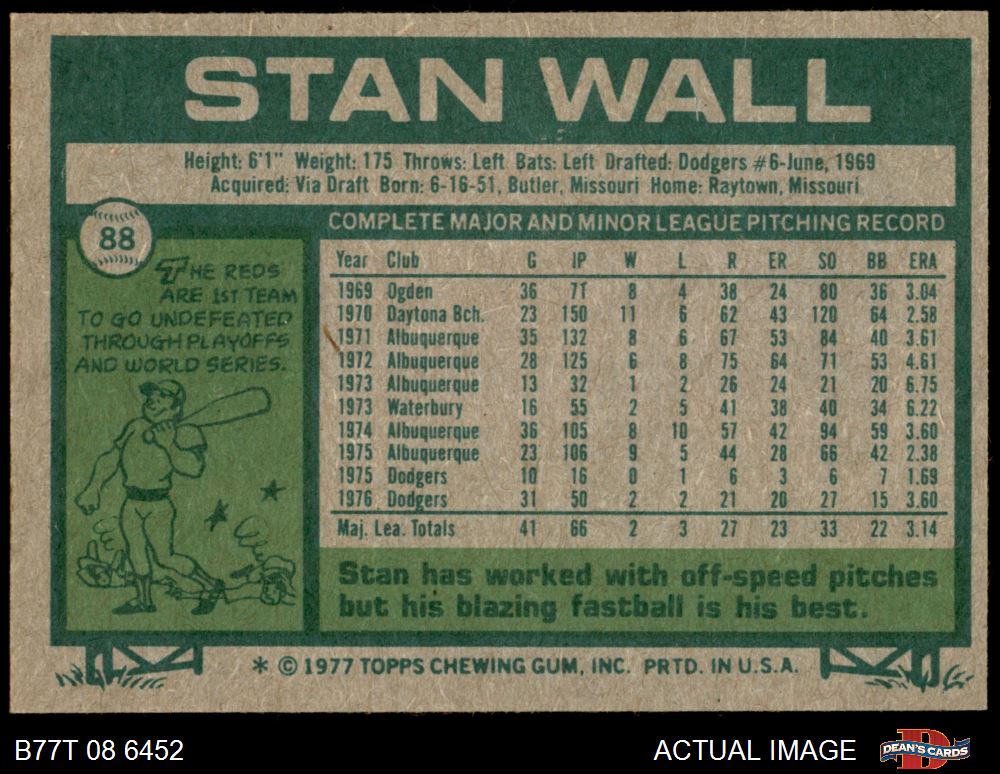 STAN WALL
Height: 6'1" Weight: 175 Throws: Left Bats: Left Drafted: Dodgers #6-June, 1969
Acquired: Via Draft Born: 6-16-51, Butler, Missouri Home: Raytown, Missouri
88
THE REDS
ARE 1ST TEAM
TO GO UNDEFEATED
THROUGH PLAYOFFS
AND WORLD SERIES.
COMPLETE MAJOR AND MINOR LEAGUE PITCHING RECORD
Year Club G IP W L R ER SO BB ERA
1969 Ogden 36 71 8 4 38 24 80 36 3.04
1970 Daytona Bch. 23 150 11 6 62 43 120 64 2.58
1971 Albuquerque 35 132 8 6 67 53 84 40 3.61
1972 Albuquerque 28 125 6 8 75 64 71 53 4.61
1973 Albuquerque 13 32 1 2 26 24 21 20 6.75
1973 Waterbury 16 55 2 5 41 38 40 34 6.22
1974 Albuquerque 36 105 8 10 57 42 94 59 3.60
1975 Albuquerque 23 106 9 5 44 28 66 42 2.38
1975 Dodgers 10 16 0 1 6 3 6 7 1.69
1976 Dodgers 31 50 2 2 21 20 27 15 3.60
Maj. Lea. Totals 41 66 2 3 27 23 33 22 3.14
Stan has worked with off-speed pitches
but his blazing fastball is his best.
* © 1977 TOPPS CHEWING GUM, INC. PRTD. IN U.S.A.
B77T 08 6452 ACTUAL IMAGE DEAN'S CARDS